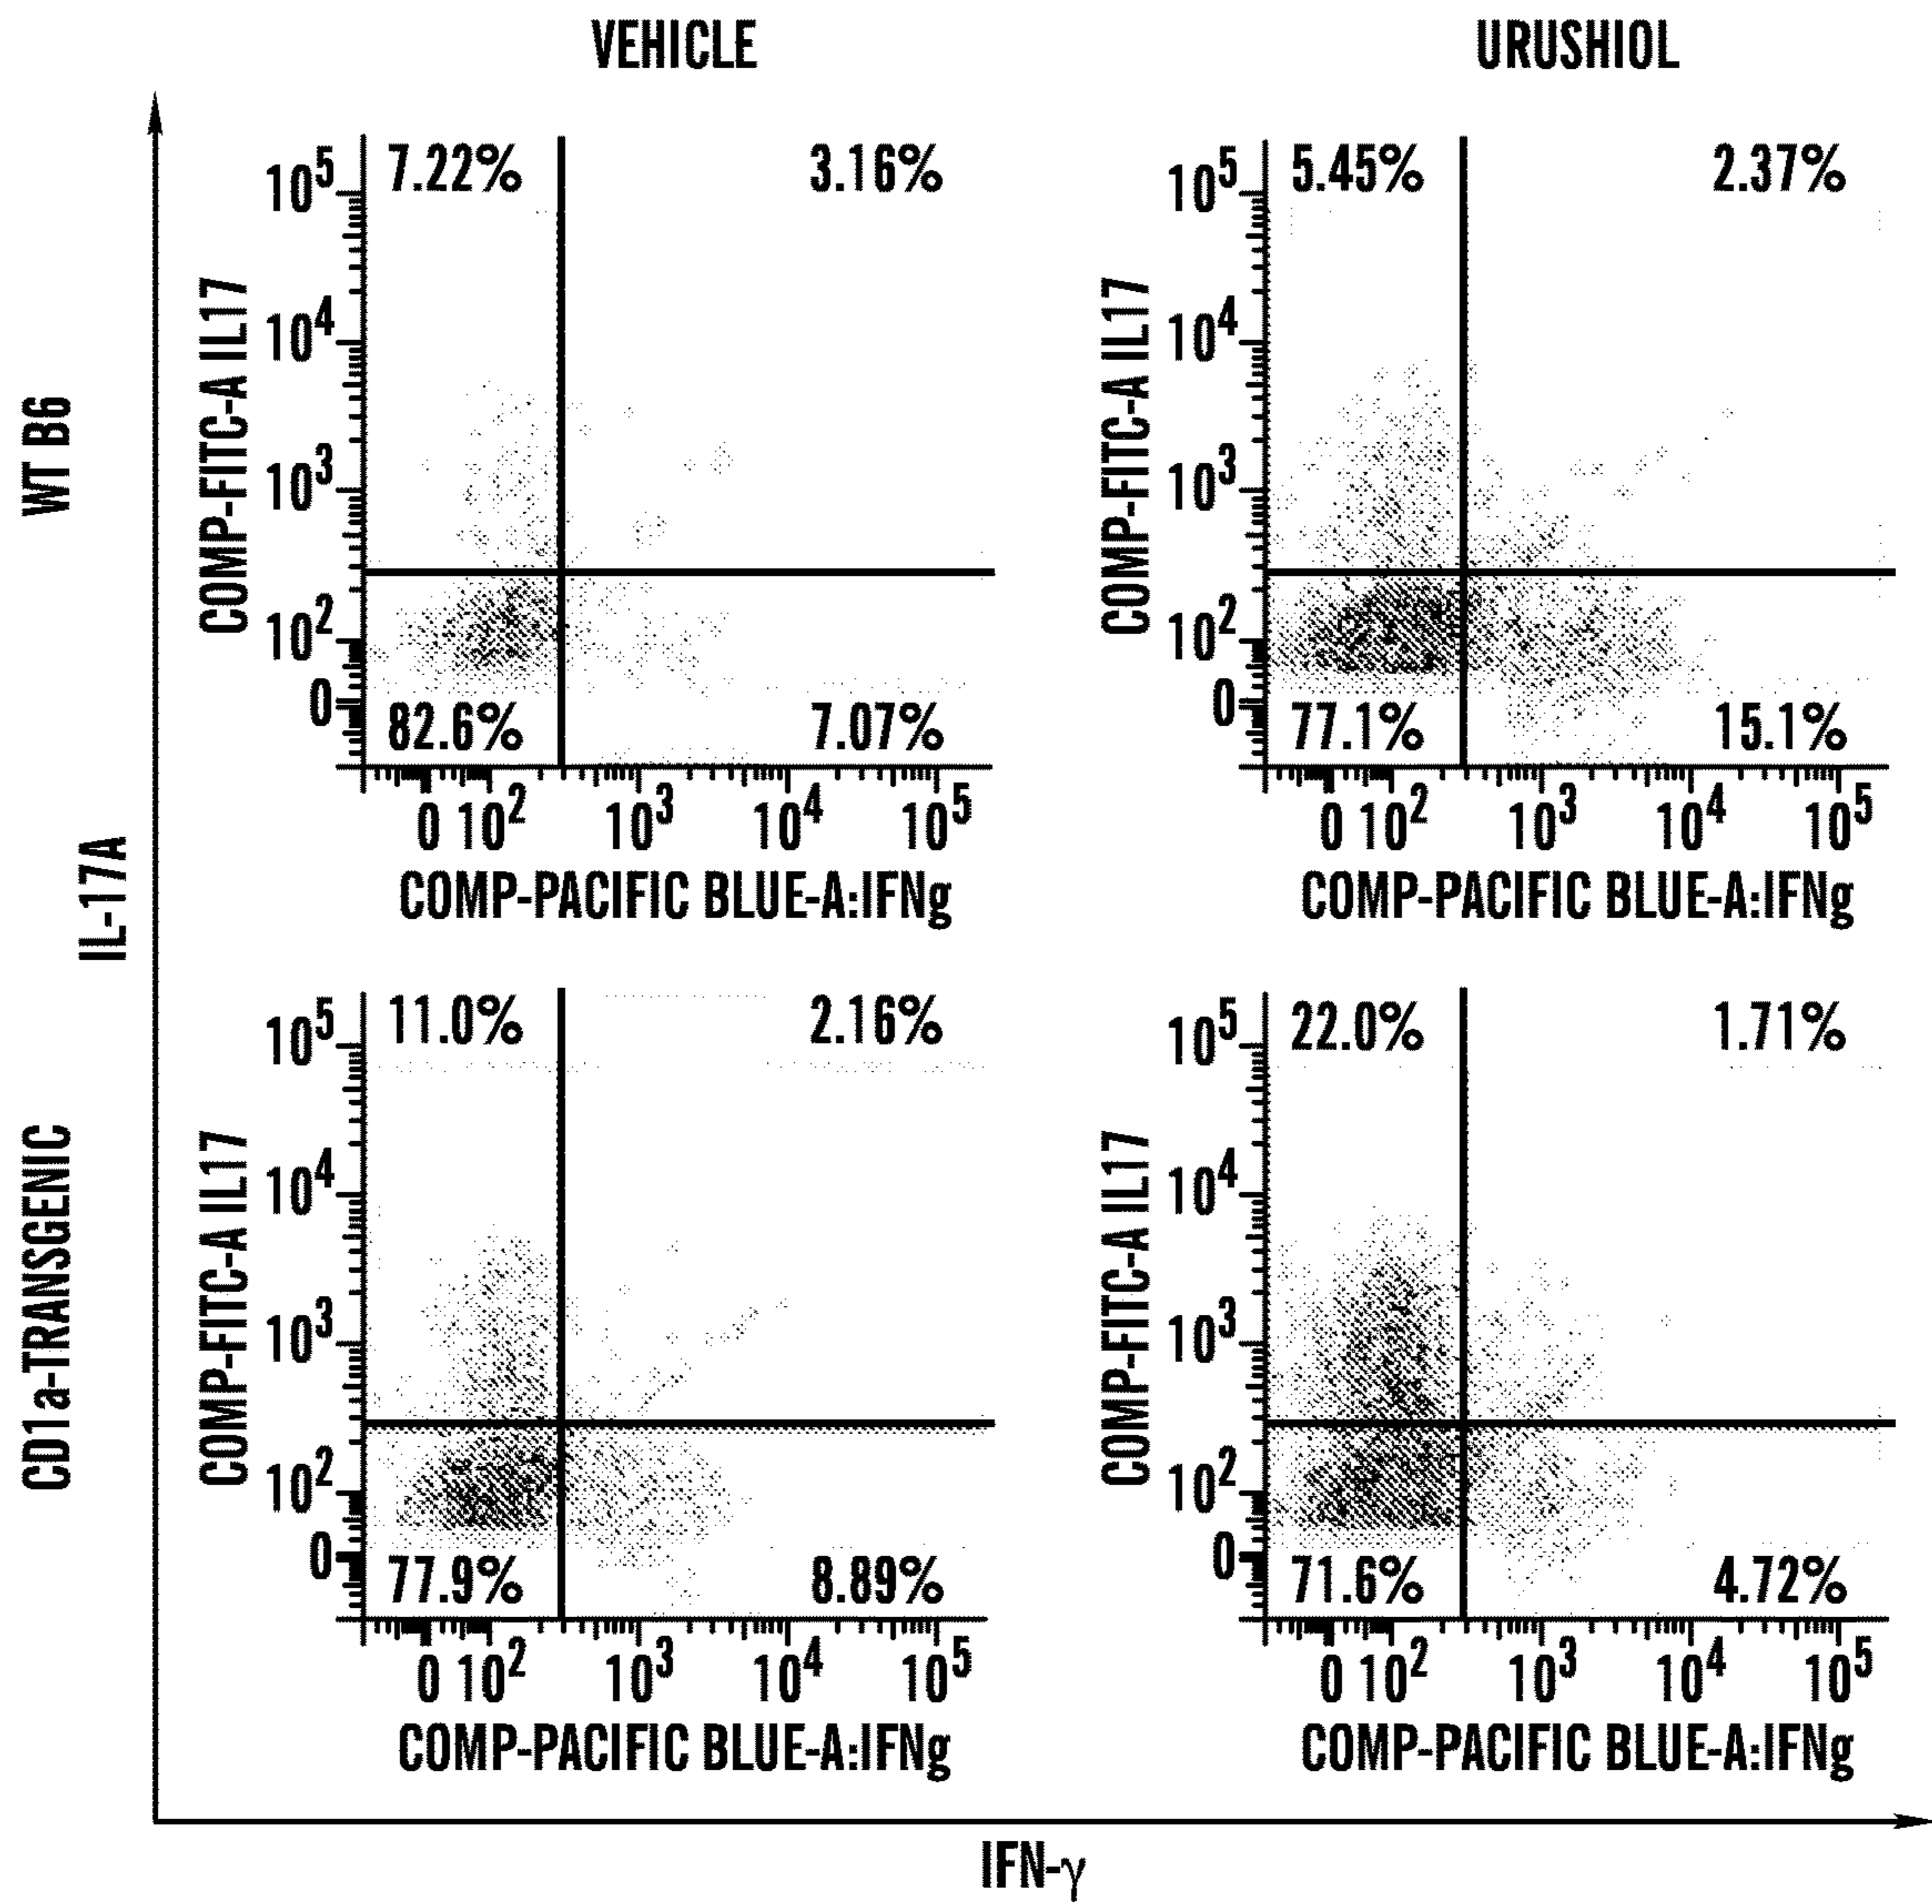 VEHICLE
URUSHIOL
IL-17A
WT B6
COMP-FITC-A IL17
10^5
10^4
10^3
10^2
0
7.22%
3.16%
82.6%
7.07%
0 10^2 10^3 10^4 10^5
COMP-PACIFIC BLUE-A:IFNg
COMP-FITC-A IL17
10^5
10^4
10^3
10^2
0
5.45%
2.37%
77.1%
15.1%
0 10^2 10^3 10^4 10^5
COMP-PACIFIC BLUE-A:IFNg
CD1a-TRANSGENIC
COMP-FITC-A IL17
10^5
10^4
10^3
10^2
0
11.0%
2.16%
77.9%
8.89%
0 10^2 10^3 10^4 10^5
COMP-PACIFIC BLUE-A:IFNg
COMP-FITC-A IL17
10^5
10^4
10^3
10^2
0
22.0%
1.71%
71.6%
4.72%
0 10^2 10^3 10^4 10^5
COMP-PACIFIC BLUE-A:IFNg
IFN-γ